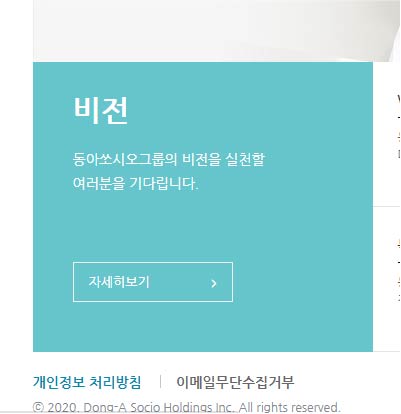 비전
동아쏘시오그룹의 비전을 실천할
여러분을 기다립니다.
자세히보기
개인정보 처리방침
이메일무단수집거부
© 2020. Dong-A Socio Holdings Inc. All rights reserved.